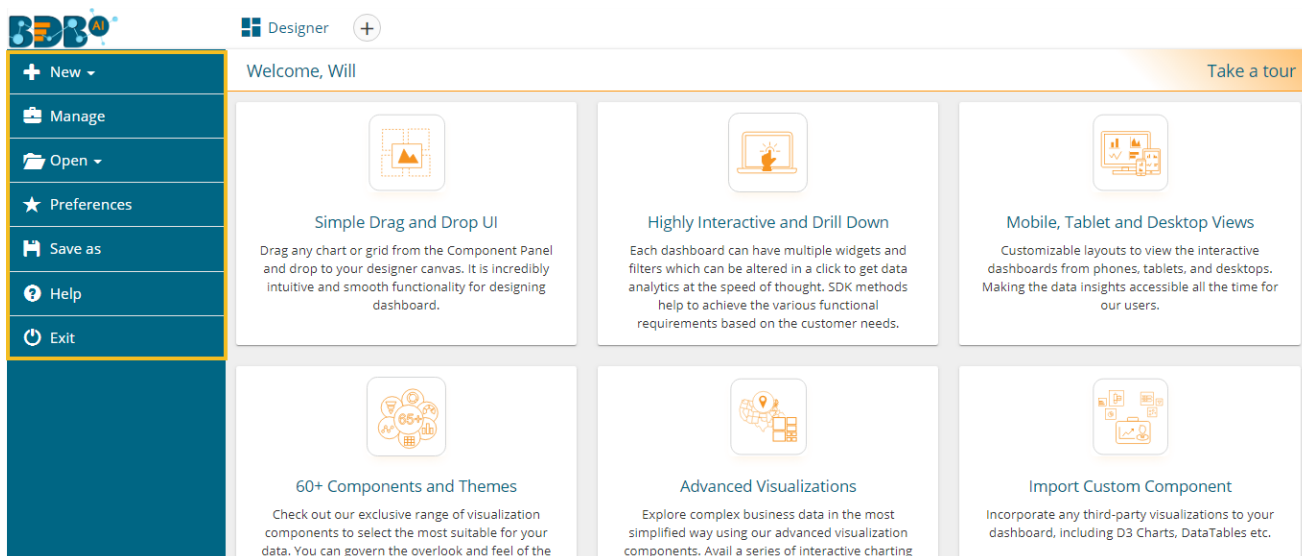 BDB AI
Designer
Welcome, Will
Take a tour
New
Manage
Open
Preferences
Save as
Help
Exit
Simple Drag and Drop UI
Drag any chart or grid from the Component Panel
and drop to your designer canvas. It is incredibly
intuitive and smooth functionality for designing
dashboard.
Highly Interactive and Drill Down
Each dashboard can have multiple widgets and
filters which can be altered in a click to get data
analytics at the speed of thought. SDK methods
help to achieve the various functional
requirements based on the customer needs.
Mobile, Tablet and Desktop Views
Customizable layouts to view the interactive
dashboards from phones, tablets, and desktops.
Making the data insights accessible all the time for
our users.
65+
60+ Components and Themes
Check out our exclusive range of visualization
components to select the most suitable for your
data. You can govern the overlook and feel of the
Advanced Visualizations
Explore complex business data in the most
simplified way using our advanced visualization
components. Avail a series of interactive charting
Import Custom Component
Incorporate any third-party visualizations to your
dashboard, including D3 Charts, DataTables etc.